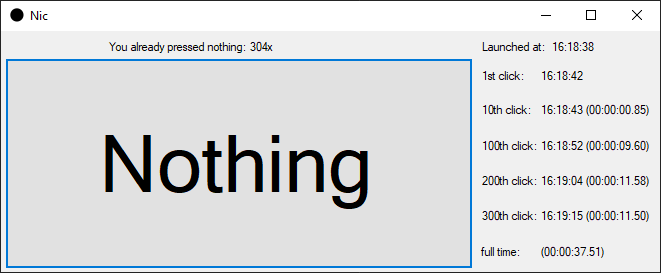 Nic
You already pressed nothing: 304x
Nothing
Launched at: 16:18:38
1st click: 16:18:42
10th click: 16:18:43 (00:00:00.85)
100th click: 16:18:52 (00:00:09.60)
200th click: 16:19:04 (00:00:11.58)
300th click: 16:19:15 (00:00:11.50)
full time: (00:00:37.51)